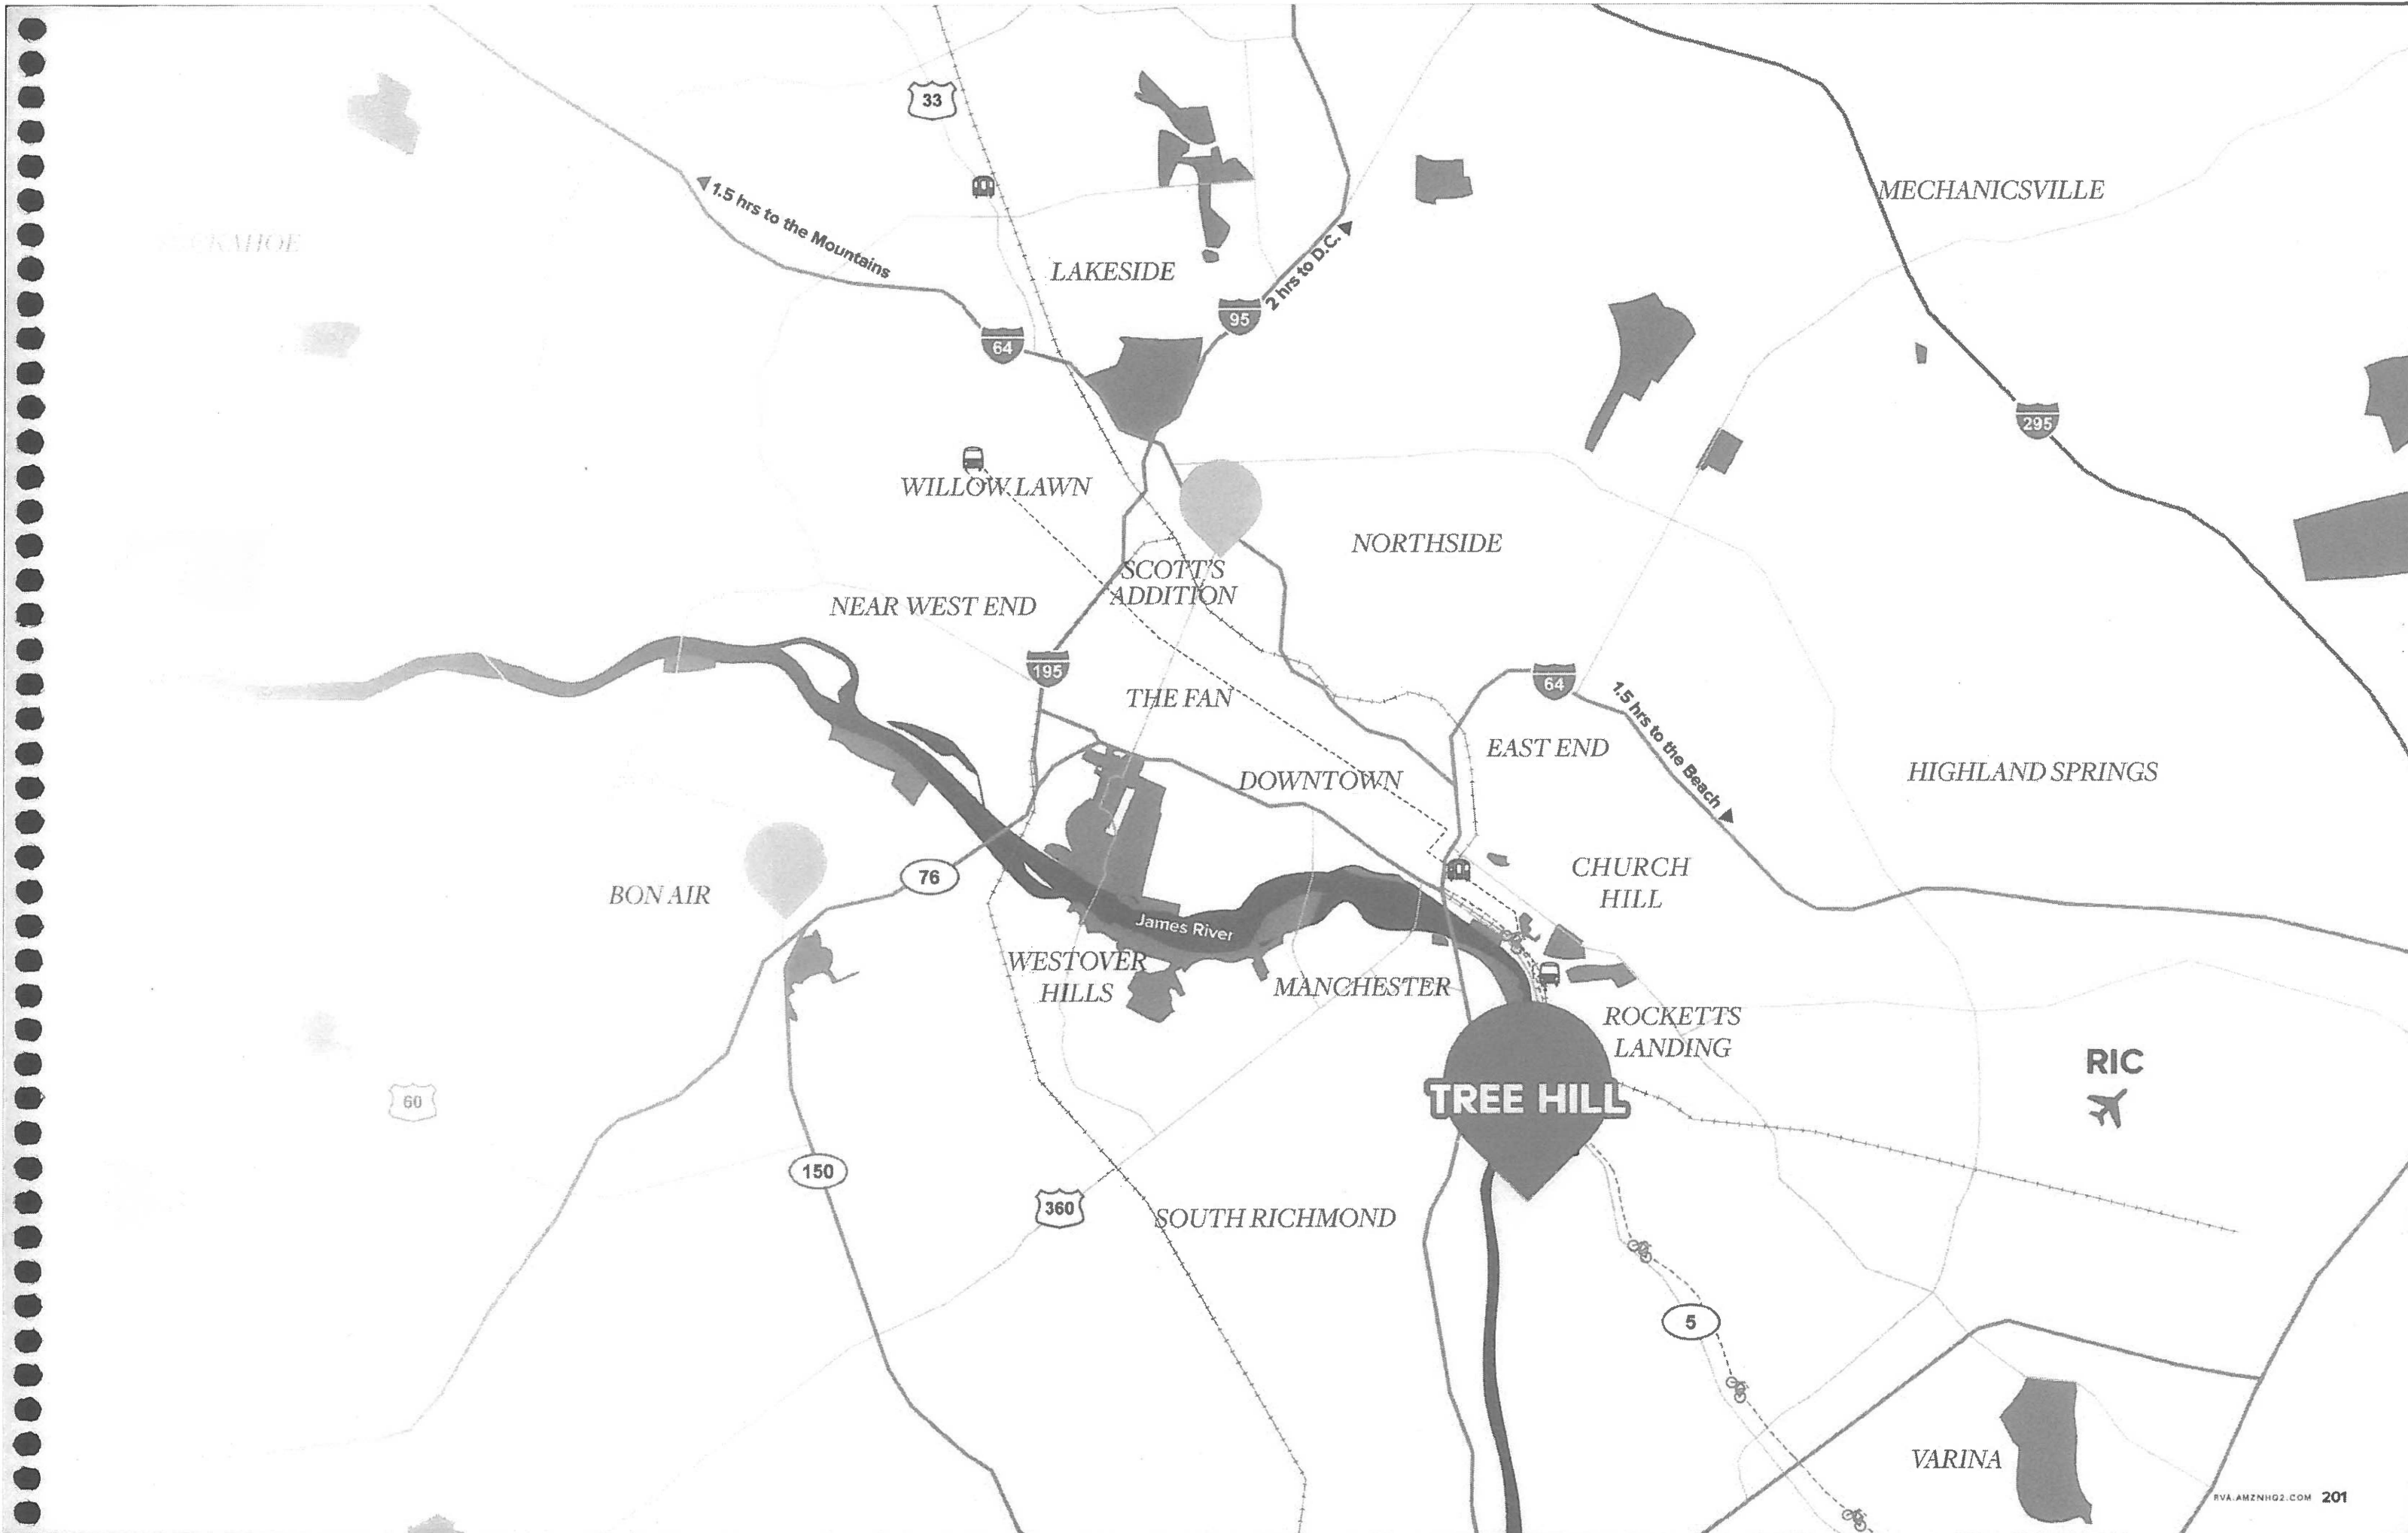 33
MECHANICSVILLE
1.5 hrs to the Mountains
LAKESIDE
2 hrs to D.C.
95
64
295
WILLOW LAWN
NORTHSIDE
SCOTT'S
ADDITION
NEAR WEST END
195
64
THE FAN
1.5 hrs to the Beach
EAST END
DOWNTOWN
HIGHLAND SPRINGS
CHURCH
HILL
76
BON AIR
James River
WESTOVER
HILLS
MANCHESTER
ROCKETTS
LANDING
RIC
TREE HILL
60
150
360
SOUTH RICHMOND
5
VARINA
RVA.AMZNHQ2.COM 201